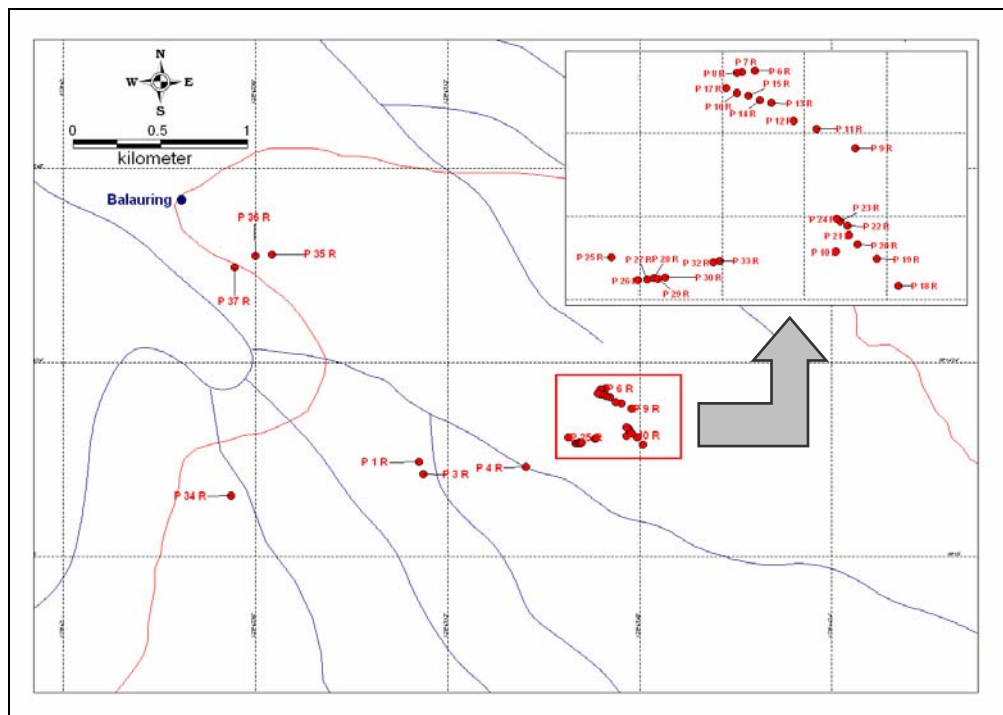 N
W E
S
0 0.5 1
kilometer
Balauring
P 36 R
P 35 R
P 37 R
P 1 R
P 3 R
P 4 R
P 34 R
P 6 R
P 9 R
P 25 R
P 7 R
P 8 R
P 6 R
P 17 R
P 15 R
P 16 R
P 14 R
P 13 R
P 12 R
P 11 R
P 9 R
P 24 R
P 23 R
P 22 R
P 21
P 20 R
P 10
P 19 R
P 18 R
P 25 R
P 27 R
P 28 R
P 32 R
P 33 R
P 26 R
P 30 R
P 29 R